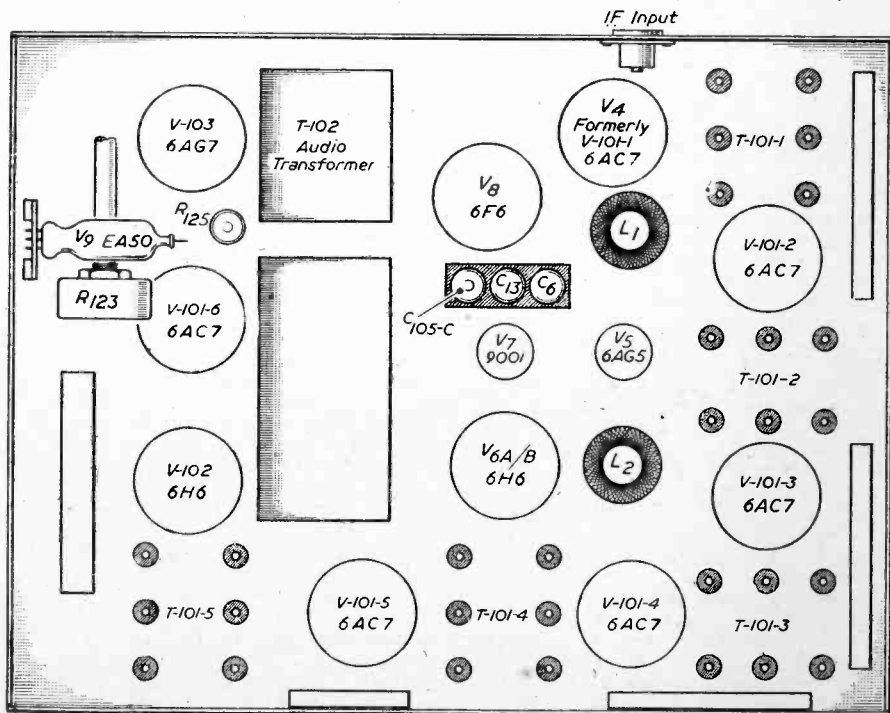 IF Input
V-103
6AG7
T-102
Audio
Transformer
V4
Formerly
V-101-1
6AC7
T-101-1
V8
6F6
R125
L1
V9 EA50
V-101-2
6AC7
R123
C
C13
C6
C105-C
V-101-6
6AC7
V7
9001
V5
6AG5
T-101-2
V6A/B
6H6
L2
V-102
6H6
V-101-3
6AC7
V-101-5
6AC7
T-101-5
T-101-4
V-101-4
6AC7
T-101-3